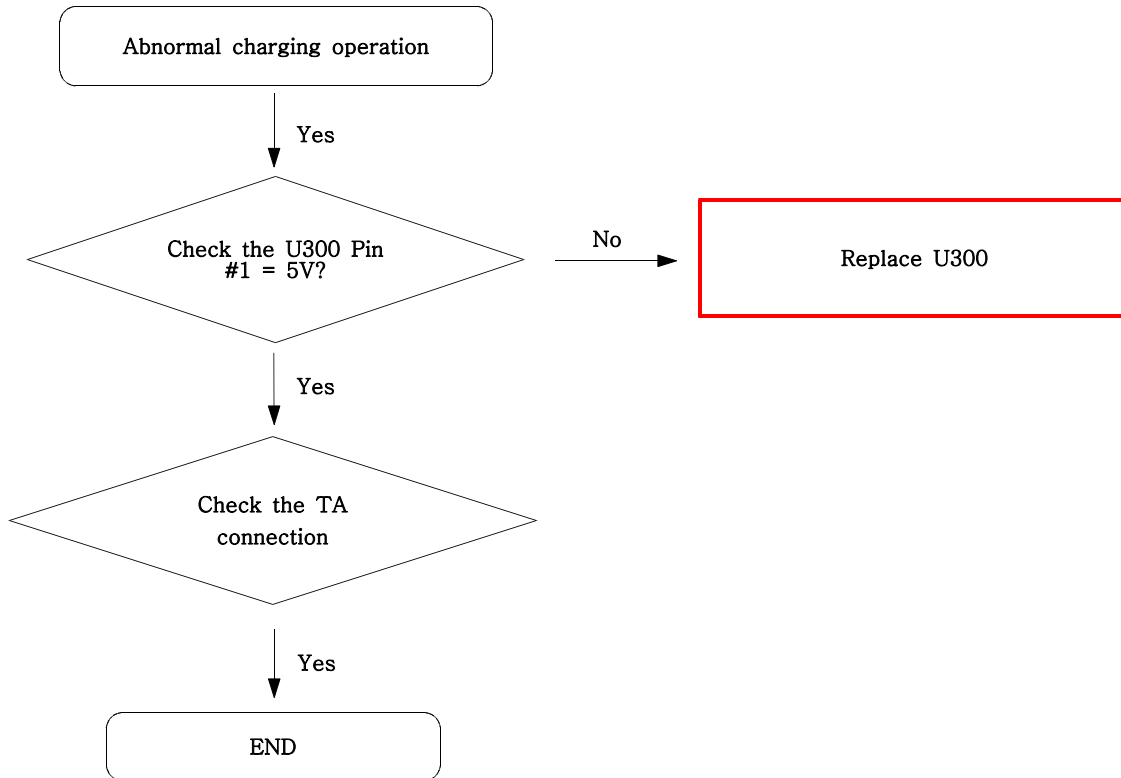 Abnormal charging operation
Yes
Check the U300 Pin
#1 = 5V?
No
Replace U300
Yes
Check the TA
connection
Yes
END